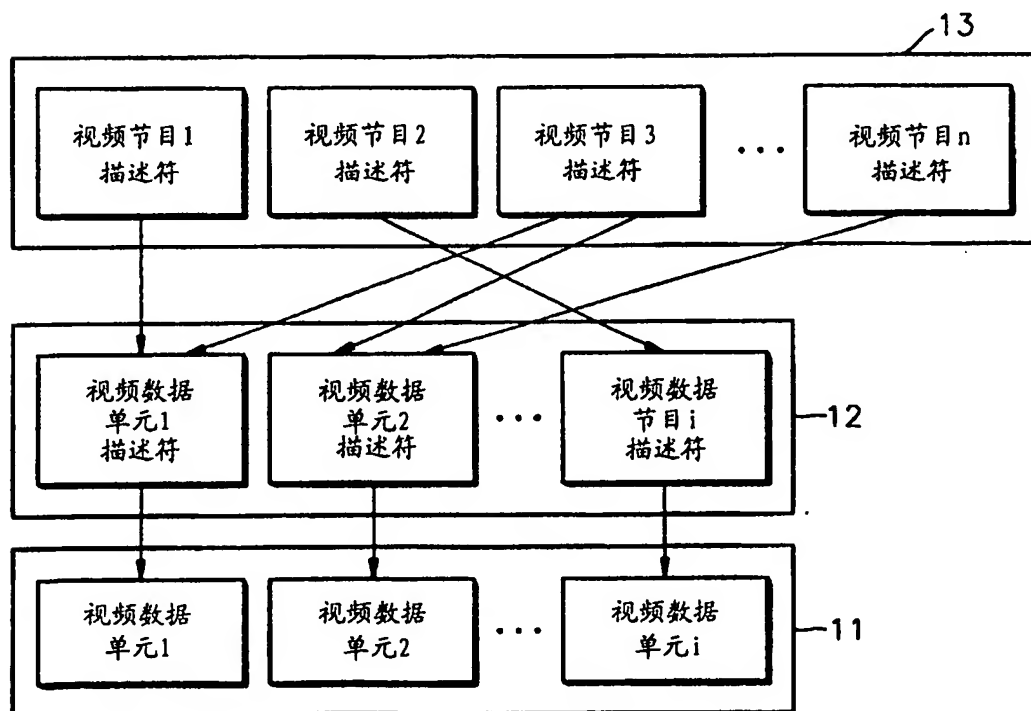 13
视频节目1
描述符
视频节目2
描述符
视频节目3
描述符
...
视频节目n
描述符
视频数据
单元1
描述符
视频数据
单元2
描述符
...
视频数据
节目i
描述符
12
视频数据
单元1
视频数据
单元2
...
视频数据
单元i
11